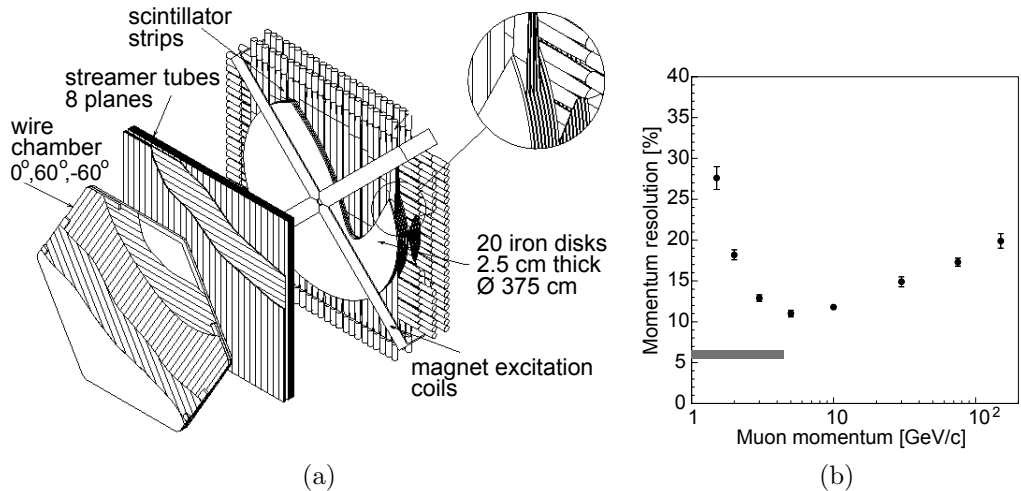 scintillator
strips
streamer tubes
8 planes
wire
chamber
0°,60°,-60°
20 iron disks
2.5 cm thick
Ø 375 cm
magnet excitation
coils
(a)
Momentum resolution [%]
40
35
30
25
20
15
10
5
0
1
10
10²
Muon momentum [GeV/c]
(b)